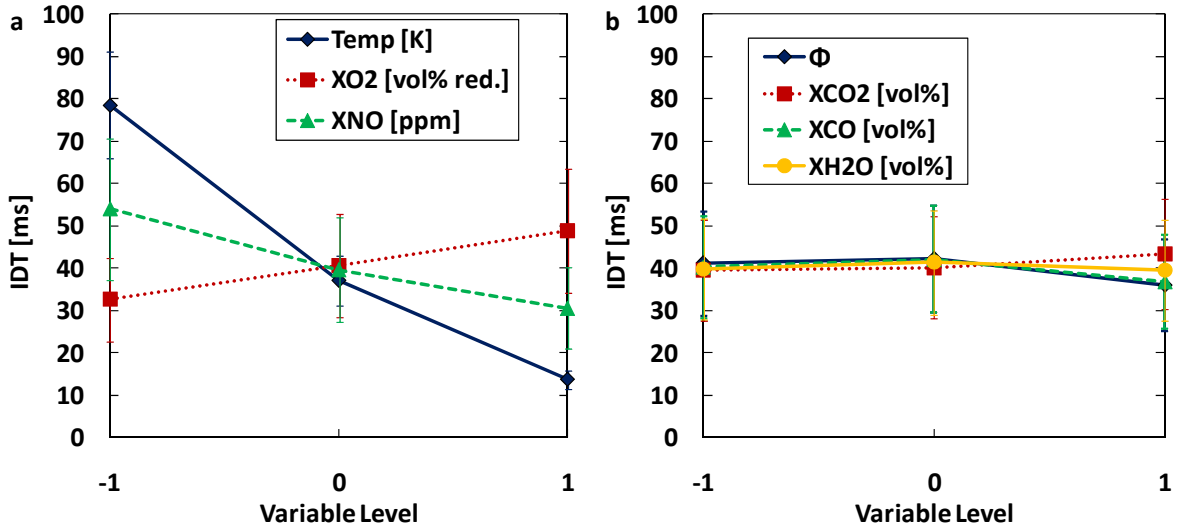 a
100
90
80
70
60
50
40
30
20
10
0
IDT [ms]
-1
0
1
Variable Level
Temp [K]
XO2 [vol% red.]
XNO [ppm]
b
100
90
80
70
60
50
40
30
20
10
0
IDT [ms]
-1
0
1
Variable Level
Φ
XCO2 [vol%]
XCO [vol%]
XH2O [vol%]